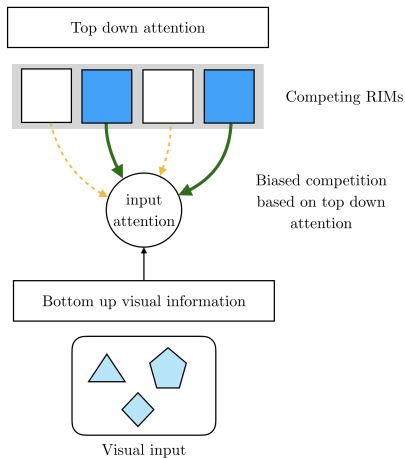 Top down attention
Competing RIMs
input
attention
Biased competition
based on top down
attention
Bottom up visual information
Visual input